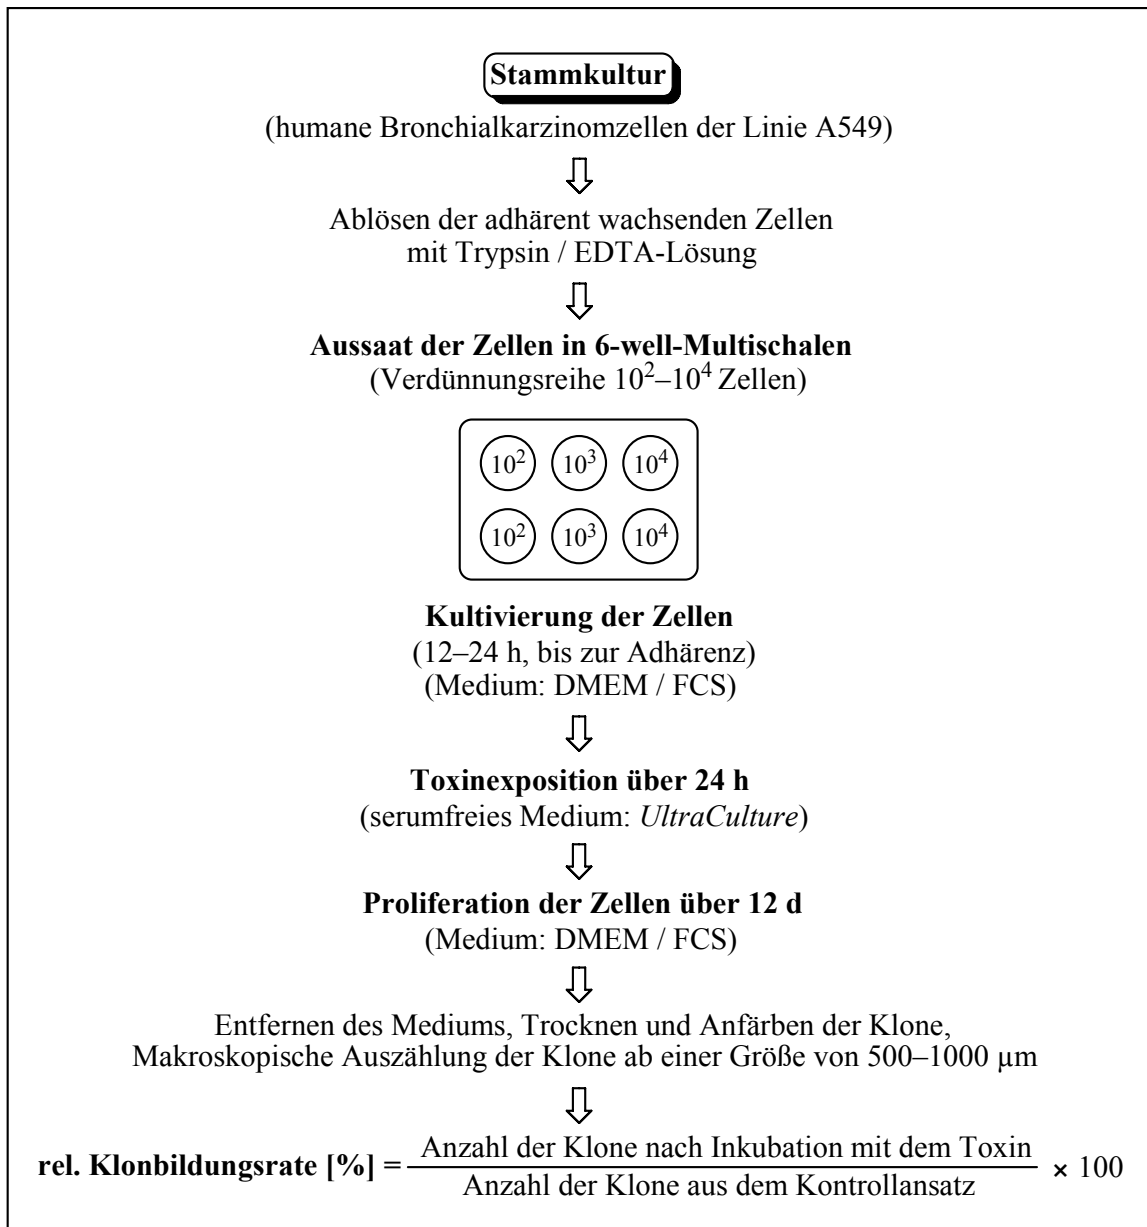 Stammkultur
(humane Bronchialkarzinomzellen der Linie A549)
Ablösen der adhärent wachsenden Zellen
mit Trypsin / EDTA-Lösung
Aussaat der Zellen in 6-well-Multischalen
(Verdünnungsreihe 10² – 10⁴ Zellen)
10² 10³ 10⁴
10² 10³ 10⁴
Kultivierung der Zellen
(12–24 h, bis zur Adhärenz)
(Medium: DMEM / FCS)
Toxinexposition über 24 h
(serumfreies Medium: UltraCulture)
Proliferation der Zellen über 12 d
(Medium: DMEM / FCS)
Entfernen des Mediums, Trocknen und Anfärben der Klone,
Makroskopische Auszählung der Klone ab einer Größe von 500–1000 µm
rel. Klonbildungsrate [%] = Anzahl der Klone nach Inkubation mit dem Toxin × 100
Anzahl der Klone aus dem Kontrollansatz